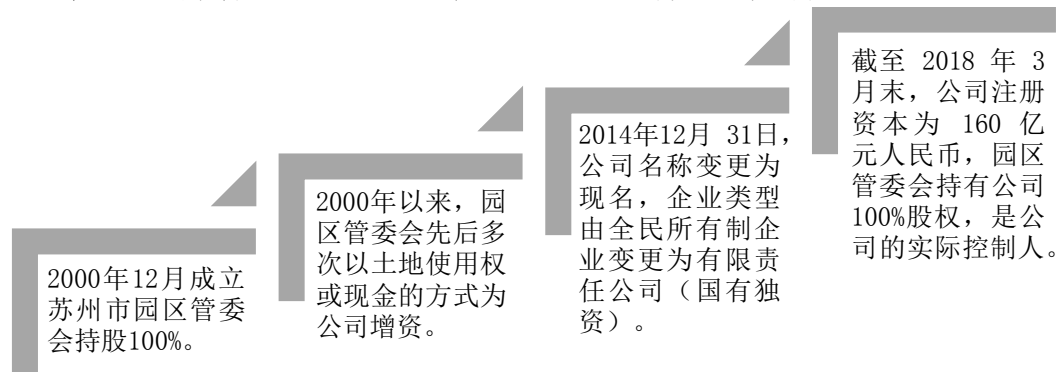 2000年12月成立
苏州市园区管委
会持股100%。
2000年以来，园
区管委会先后多
次以土地使用权
或现金的方式为
公司增资。
2014年12月 31日，
公司名称变更为
现名，企业类型
由全民所有制企
业变更为有限责
任公司（国有独
资）。
截至 2018 年 3
月末，公司注册
资本为 160 亿
元人民币，园区
管委会持有公司
100%股权，是公
司的实际控制人。